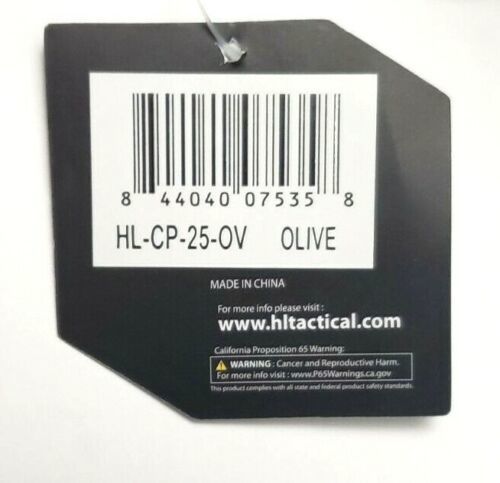 8 44040 07535 8
HL-CP-25-OV OLIVE
MADE IN CHINA
For more info please visit :
www.hltactical.com
California Proposition 65 Warning:
WARNING : Cancer and Reproductive Harm.
For more info visit : www.P65Warnings.ca.gov
This product complies with all state and federal product safety standards.